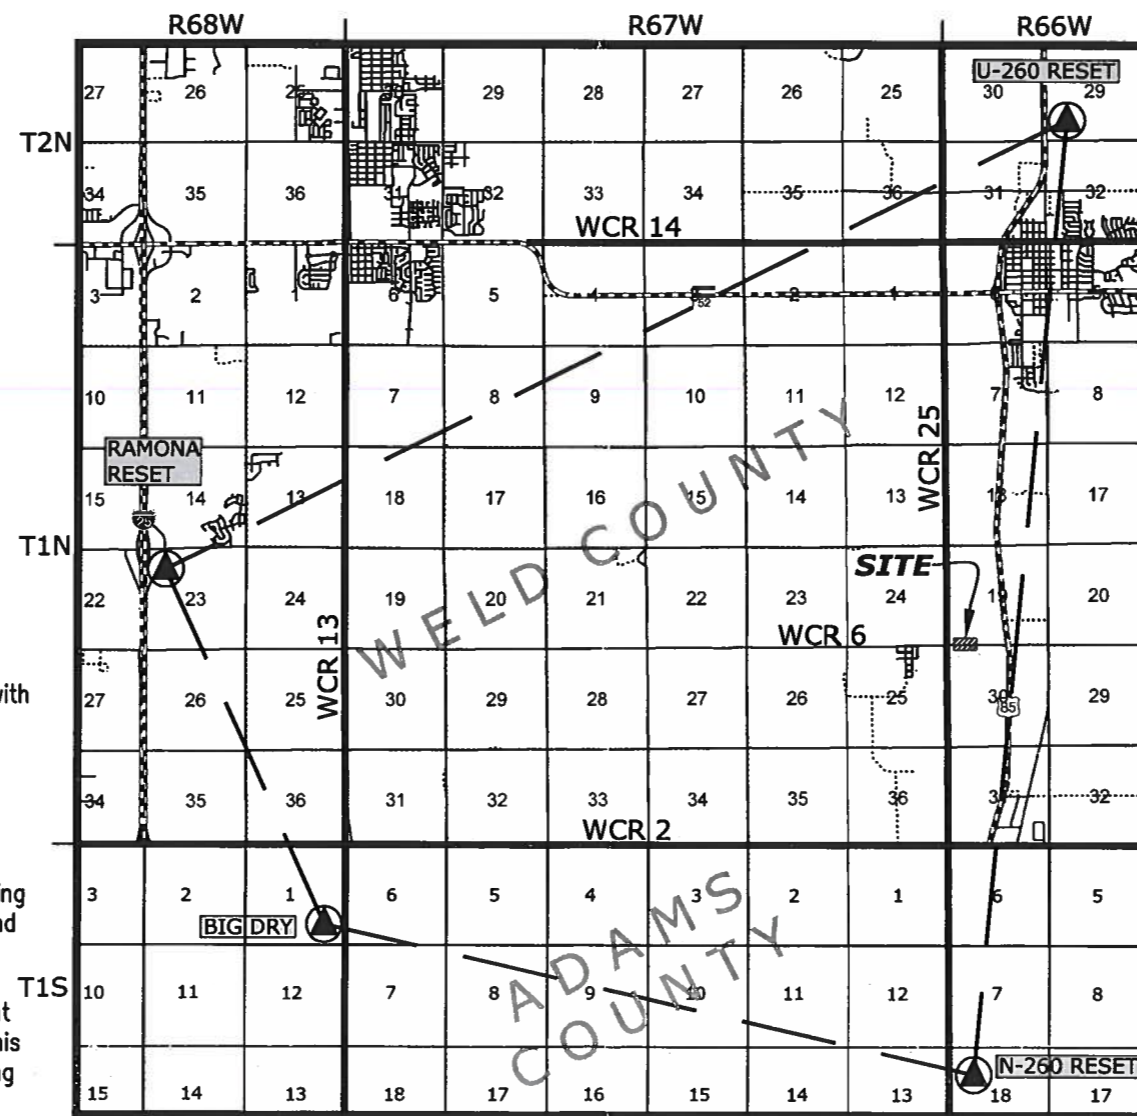 R68W R67W R66W
U-260 RESET
27 26 25 29 28 27 26 25 30 29
T2N
34 35 36 31 32 33 34 35 36 31 32
WCR 14
3 2 6 5 4 52 2 1
10 11 12 7 8 9 10 11 12 7 8
WCR 25
RAMONA
RESET
15 14 13 18 17 16 15 14 13 18 17
T1N
SITE
22 23 24 19 20 21 22 23 24 19 20
WCR 6
WELD COUNTY
WCR 13
with
27 26 25 30 29 28 27 26 25 30 29
85
34 35 36 31 32 33 34 35 36 32
WCR 2
3 2 1 6 5 4 3 2 1 6 5
BIG DRY
ADAMS
COUNTY
T1S
10 11 12 7 8 9 10 11 12 7 8
N-260 RESET
15 14 13 18 17 16 15 14 13 18 17